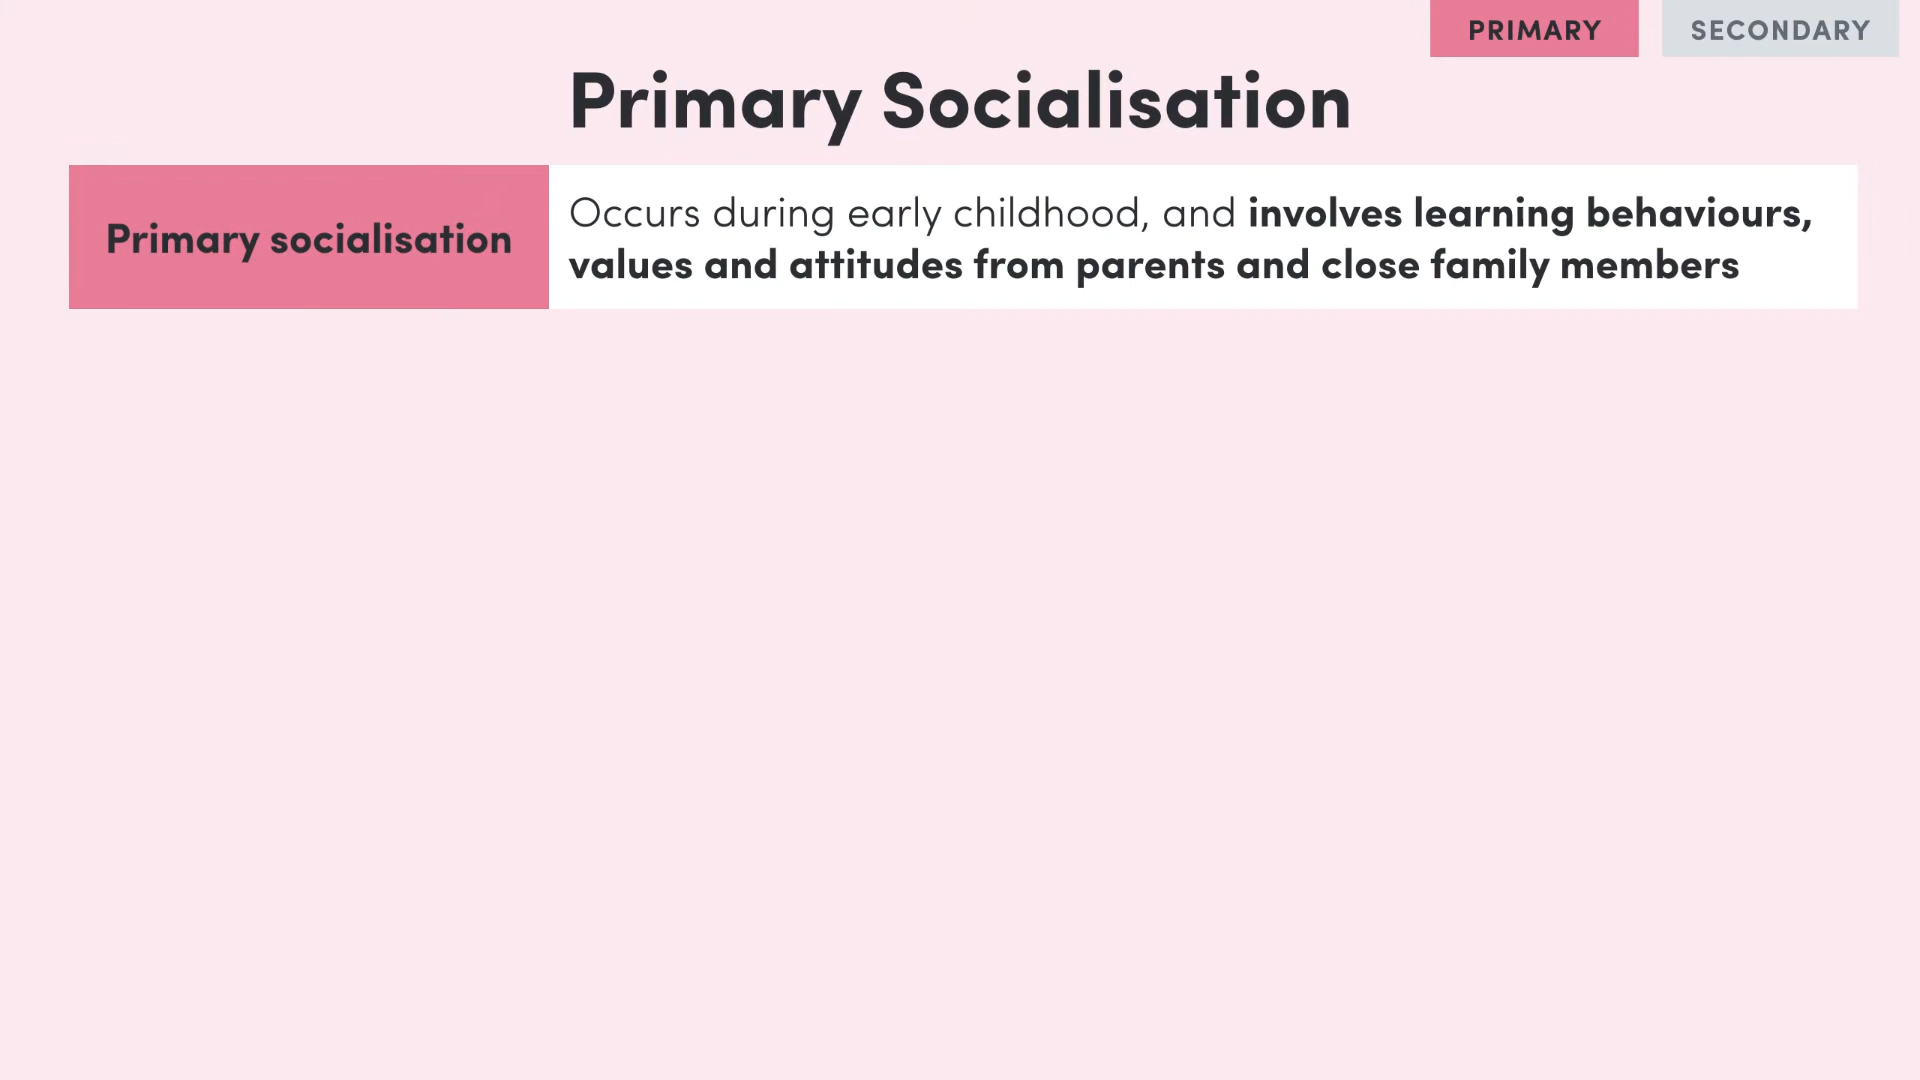 PRIMARY
SECONDARY
Primary Socialisation
Primary socialisation
Occurs during early childhood, and involves learning behaviours,
values and attitudes from parents and close family members